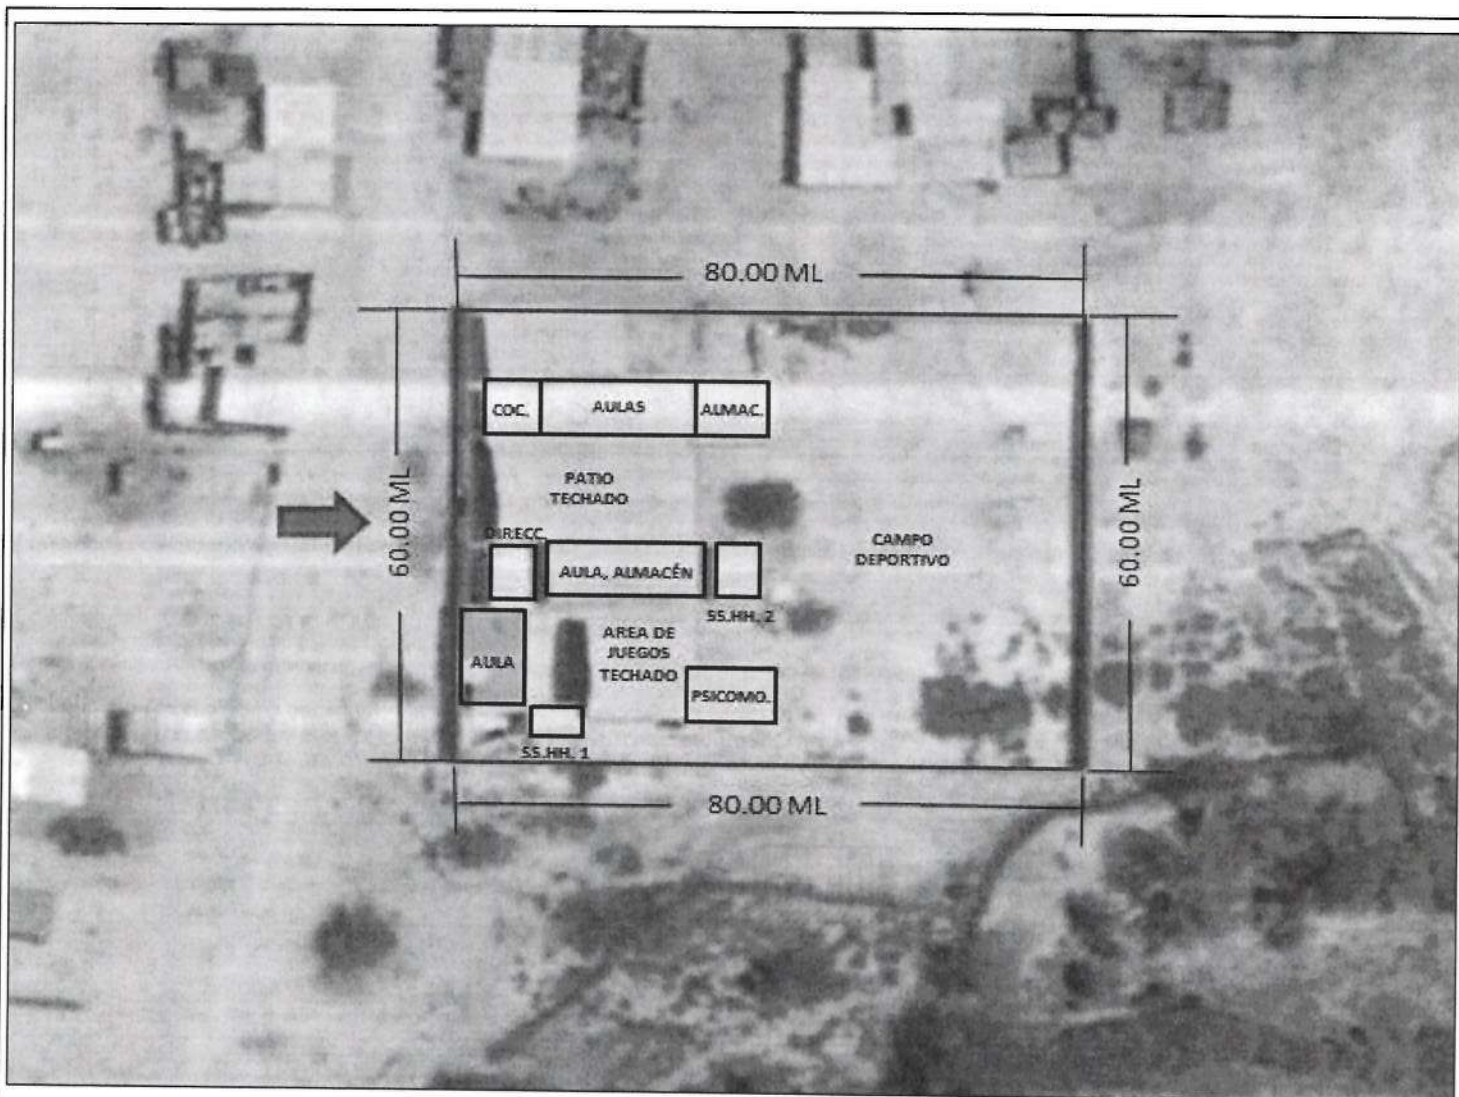 80.00 ML
COC.
AULAS
ALMAC.
60.00 ML
PATIO
TECHADO
60.00 ML
DIRECC.
CAMPO
DEPORTIVO
AULA, ALMACÉN
SS.HH. 2
AREA DE
JUEGOS
TECHADO
AULA
PSICOMO.
SS.HH. 1
80.00 ML